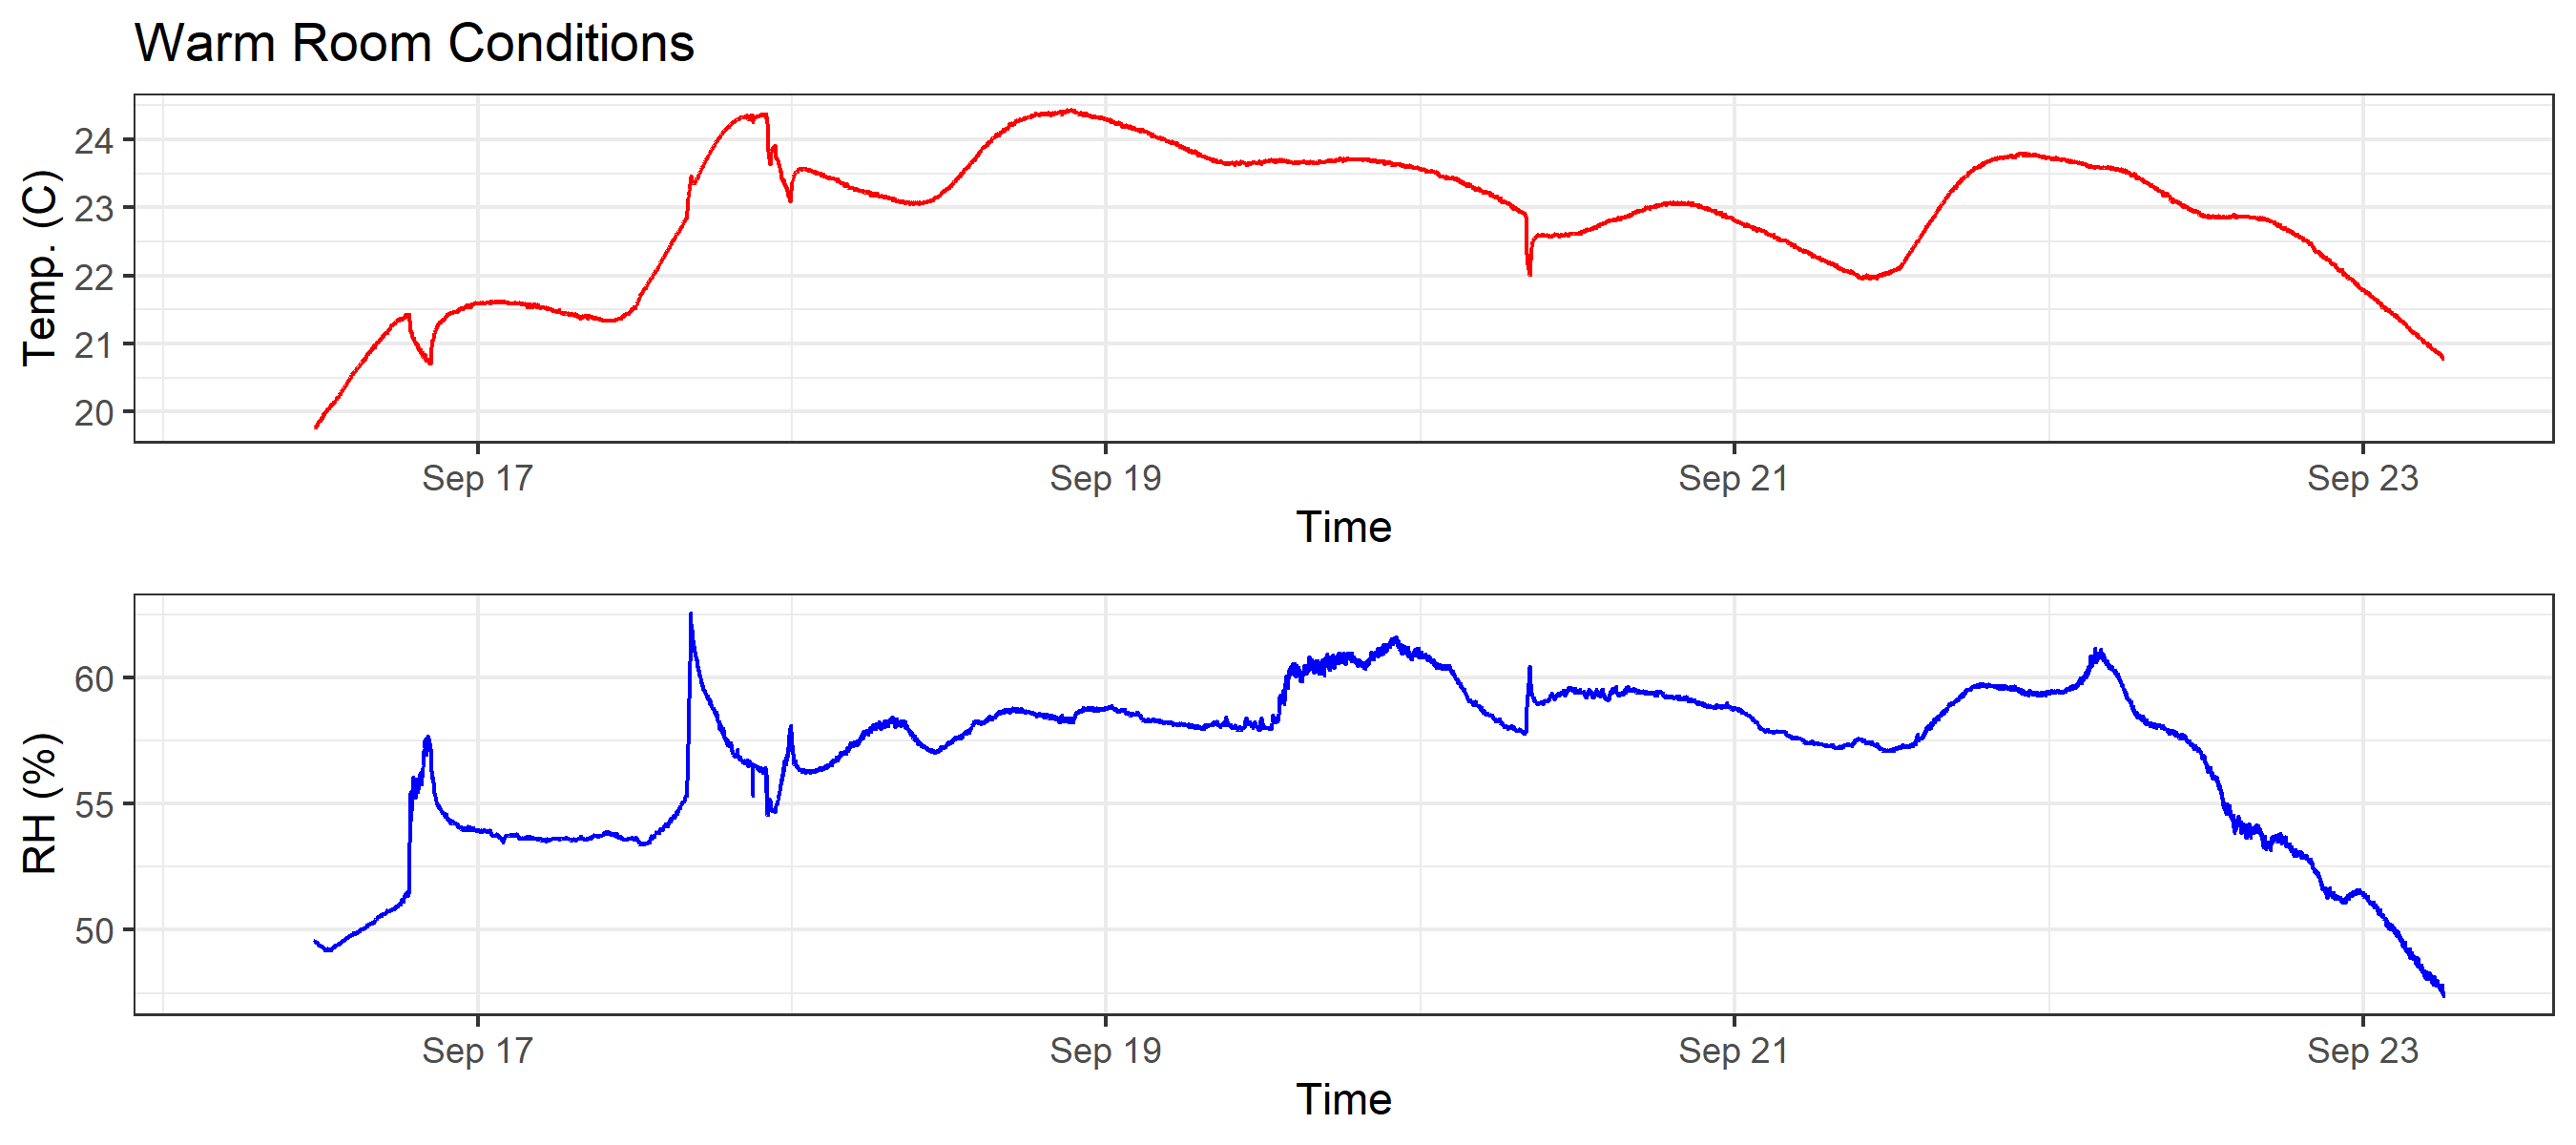 Warm Room Conditions
Temp. (C)
24
23
22
21
20
Sep 17 Sep 19 Sep 21 Sep 23
Time
RH (%)
60
55
50
Sep 17 Sep 19 Sep 21 Sep 23
Time